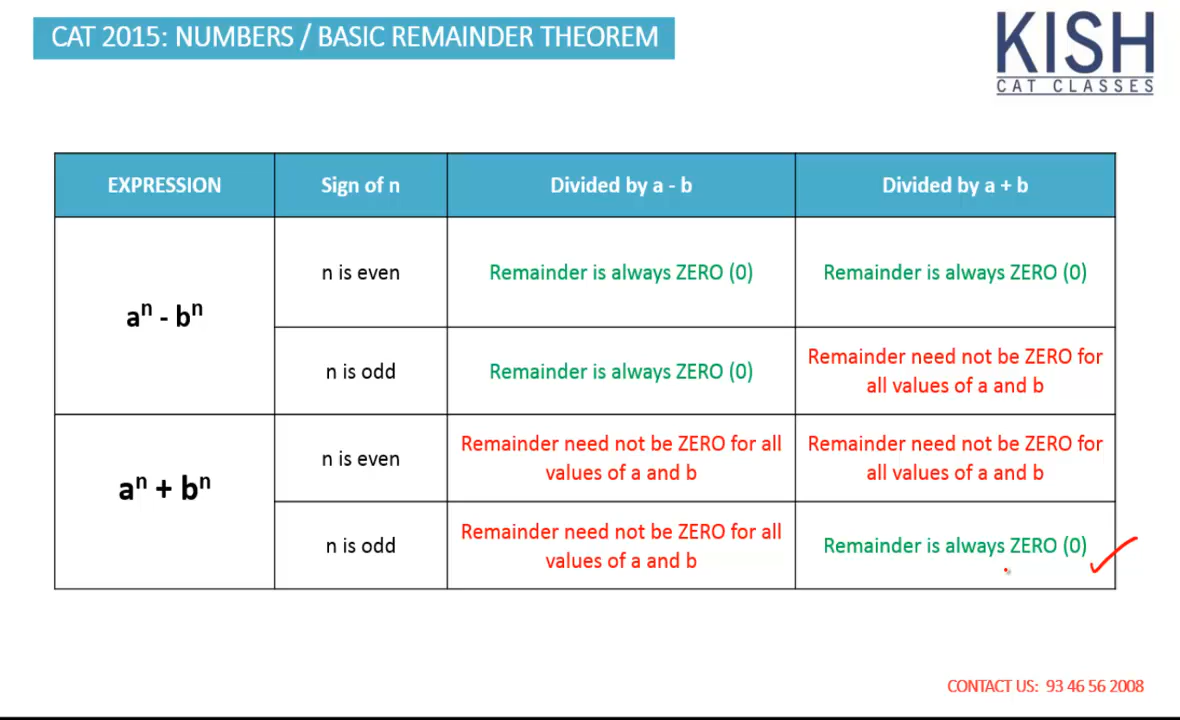 CAT 2015: NUMBERS / BASIC REMAINDER THEOREM
KISH
CAT CLASSES
EXPRESSION
Sign of n
Divided by a - b
Divided by a + b
aⁿ - bⁿ
n is even
Remainder is always ZERO (0)
Remainder is always ZERO (0)
n is odd
Remainder is always ZERO (0)
Remainder need not be ZERO for
all values of a and b
aⁿ + bⁿ
n is even
Remainder need not be ZERO for all
values of a and b
Remainder need not be ZERO for
all values of a and b
n is odd
Remainder need not be ZERO for all
values of a and b
Remainder is always ZERO (0)
CONTACT US: 93 46 56 2008